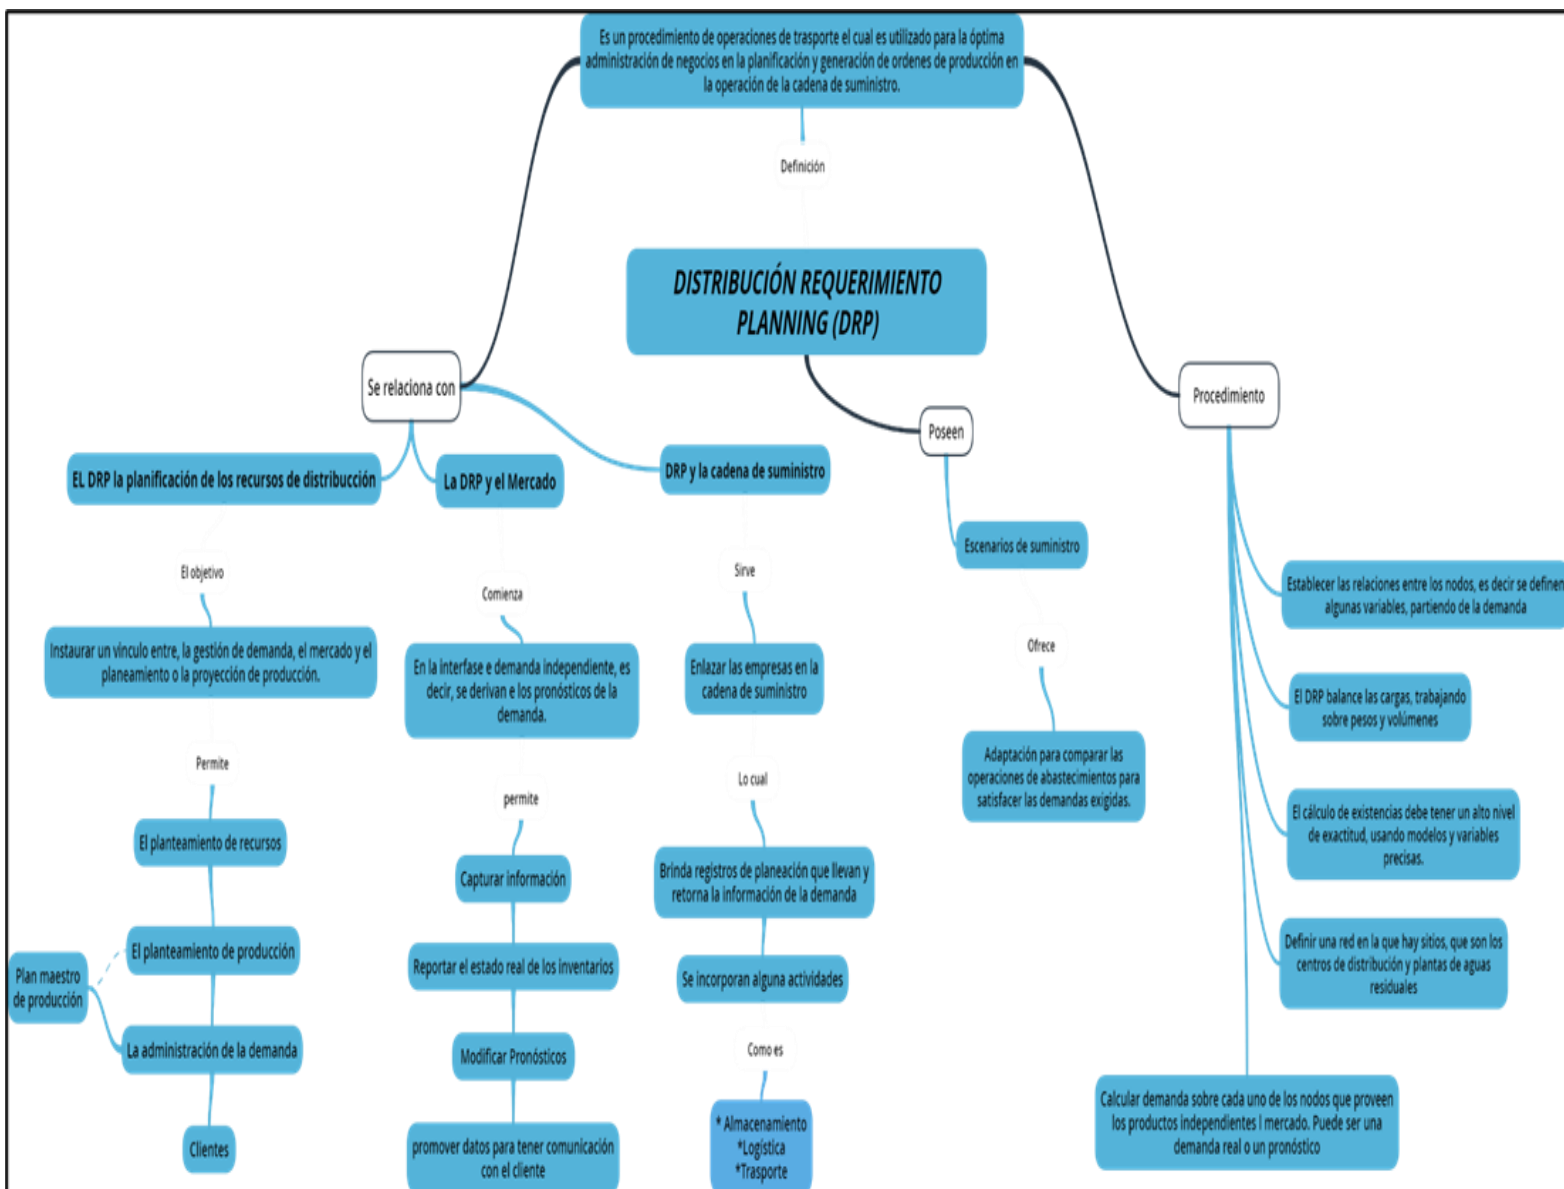 Es un procedimiento de operaciones de trasporte el cual es utilizado para la óptima
administración de negocios en la planificación y generación de ordenes de producción en
la operación de la cadena de suministro.
Definición
DISTRIBUCIÓN REQUERIMIENTO
PLANNING (DRP)
Se relaciona con
EL DRP la planificación de los recursos de distribucción
El objetivo
Instaurar un vínculo entre, la gestión de demanda, el mercado y el
planeamiento o la proyección de producción.
Permite
El planteamiento de recursos
El planteamiento de producción
Plan maestro
de producción
La administración de la demanda
Clientes
La DRP y el Mercado
Comienza
En la interfase e demanda independiente, es
decir, se derivan e los pronósticos de la
demanda.
permite
Capturar información
Reportar el estado real de los inventarios
Modificar Pronósticos
promover datos para tener comunicación
con el cliente
DRP y la cadena de suministro
Sirve
Enlazar las empresas en la
cadena de suministro
Lo cual
Brinda registros de planeación que llevan y
retorna la información de la demanda
Se incorporan alguna actividades
Como es
* Almacenamiento
*Logística
*Trasporte
Poseen
Escenarios de suministro
Ofrece
Adaptación para comparar las
operaciones de abastecimientos para
satisfacer las demandas exigidas.
Procedimiento
Establecer las relaciones entre los nodos, es decir se definen
algunas variables, partiendo de la demanda
El DRP balance las cargas, trabajando
sobre pesos y volúmenes
El cálculo de existencias debe tener un alto nivel
de exactitud, usando modelos y variables
precisas.
Definir una red en la que hay sitios, que son los
centros de distribución y plantas de aguas
residuales
Calcular demanda sobre cada uno de los nodos que proveen
los productos independientes l mercado. Puede ser una
demanda real o un pronóstico